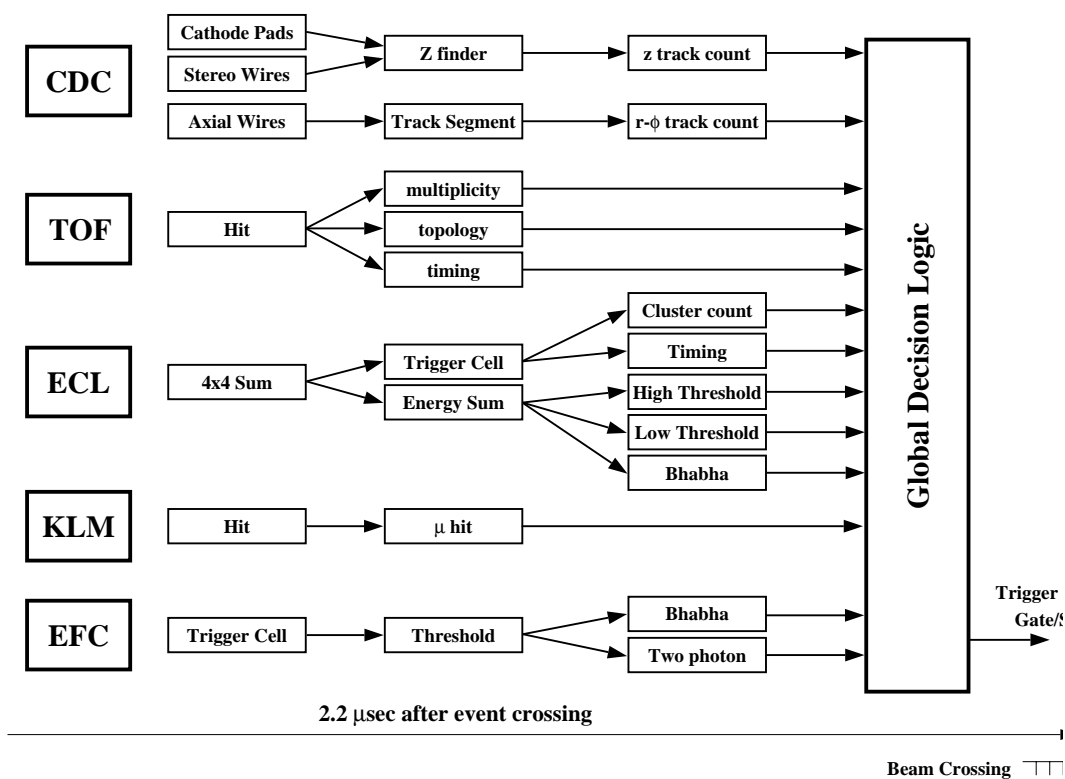 CDC
Cathode Pads
Stereo Wires
Z finder
z track count
Axial Wires
Track Segment
r-ϕ track count
TOF
Hit
multiplicity
topology
timing
ECL
4x4 Sum
Trigger Cell
Energy Sum
Cluster count
Timing
High Threshold
Low Threshold
Bhabha
KLM
Hit
μ hit
EFC
Trigger Cell
Threshold
Bhabha
Two photon
Global Decision Logic
Trigger
Gate/
2.2 μsec after event crossing
Beam Crossing